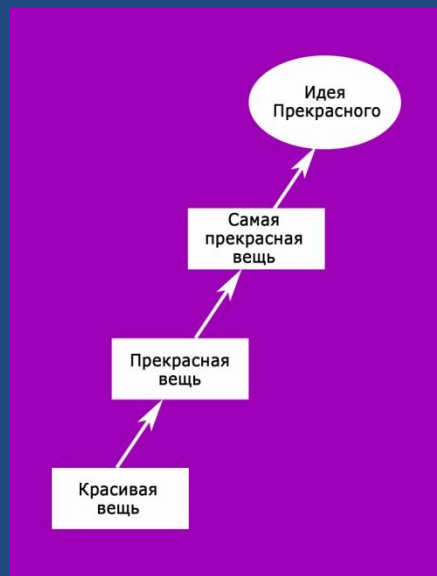 Идея
Прекрасного
Самая
прекрасная
вещь
Прекрасная
вещь
Красивая
вещь